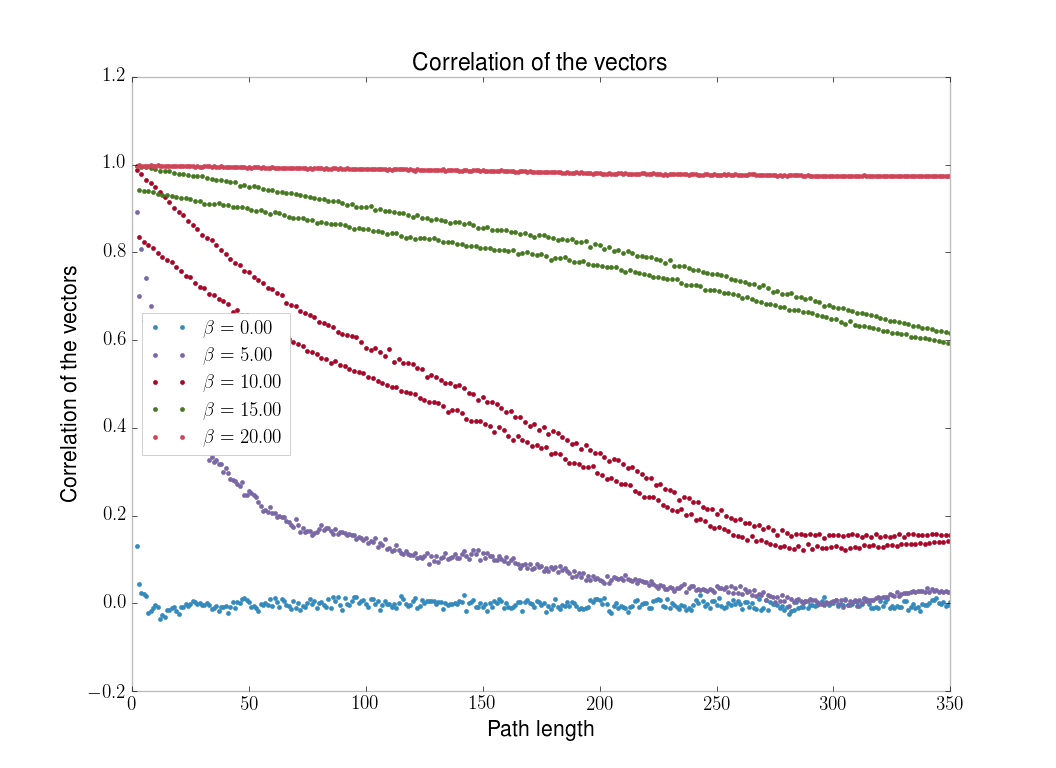 Correlation of the vectors
Correlation of the vectors
1.2
1.0
0.8
0.6
0.4
0.2
0.0
−0.2
β = 0.00
β = 5.00
β = 10.00
β = 15.00
β = 20.00
0 50 100 150 200 250 300 350
Path length